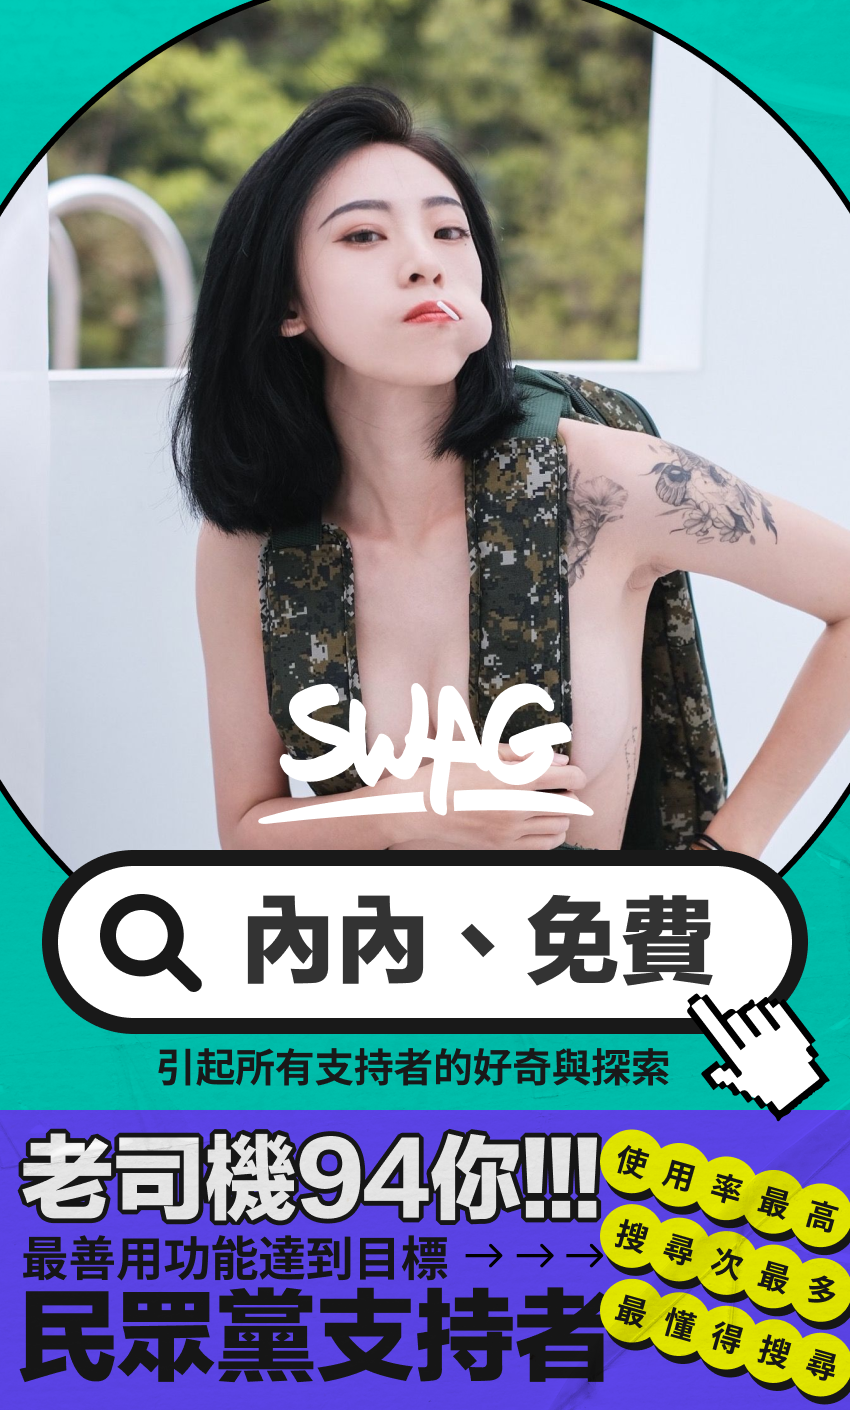 SWAG
內內、免費
引起所有支持者的好奇與探索
老司機94你!!!
最善用功能達到目標→→→
民眾黨支持者
使用率最高
搜尋次最多
最懂得搜尋